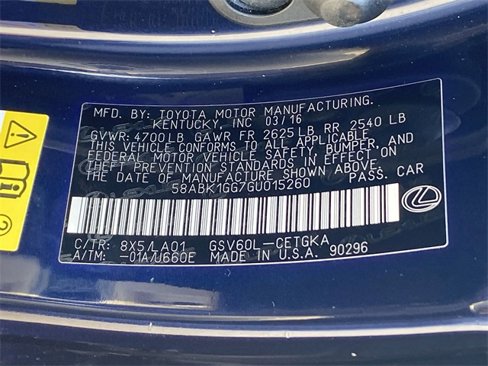 MFD. BY: TOYOTA MOTOR MANUFACTURING.
KENTUCKY, INC 03/16
GVWR: 4700LB GAWR FR 2625LB RR 2540 LB
THIS VEHICLE CONFORMS TO ALL APPLICABLE
FEDERAL MOTOR VEHICLE SAFETY, BUMPER, AND
THEFT PREVENTION STANDARDS IN EFFECT ON
THE DATE OF MANUFACTURE SHOWN ABOVE.
58ABK1GG7GU015260 PASS. CAR
C/TR: 8X5/LA01 GSV60L-CETGKA
A/TM: -01A/U660E MADE IN U.S.A. 90296